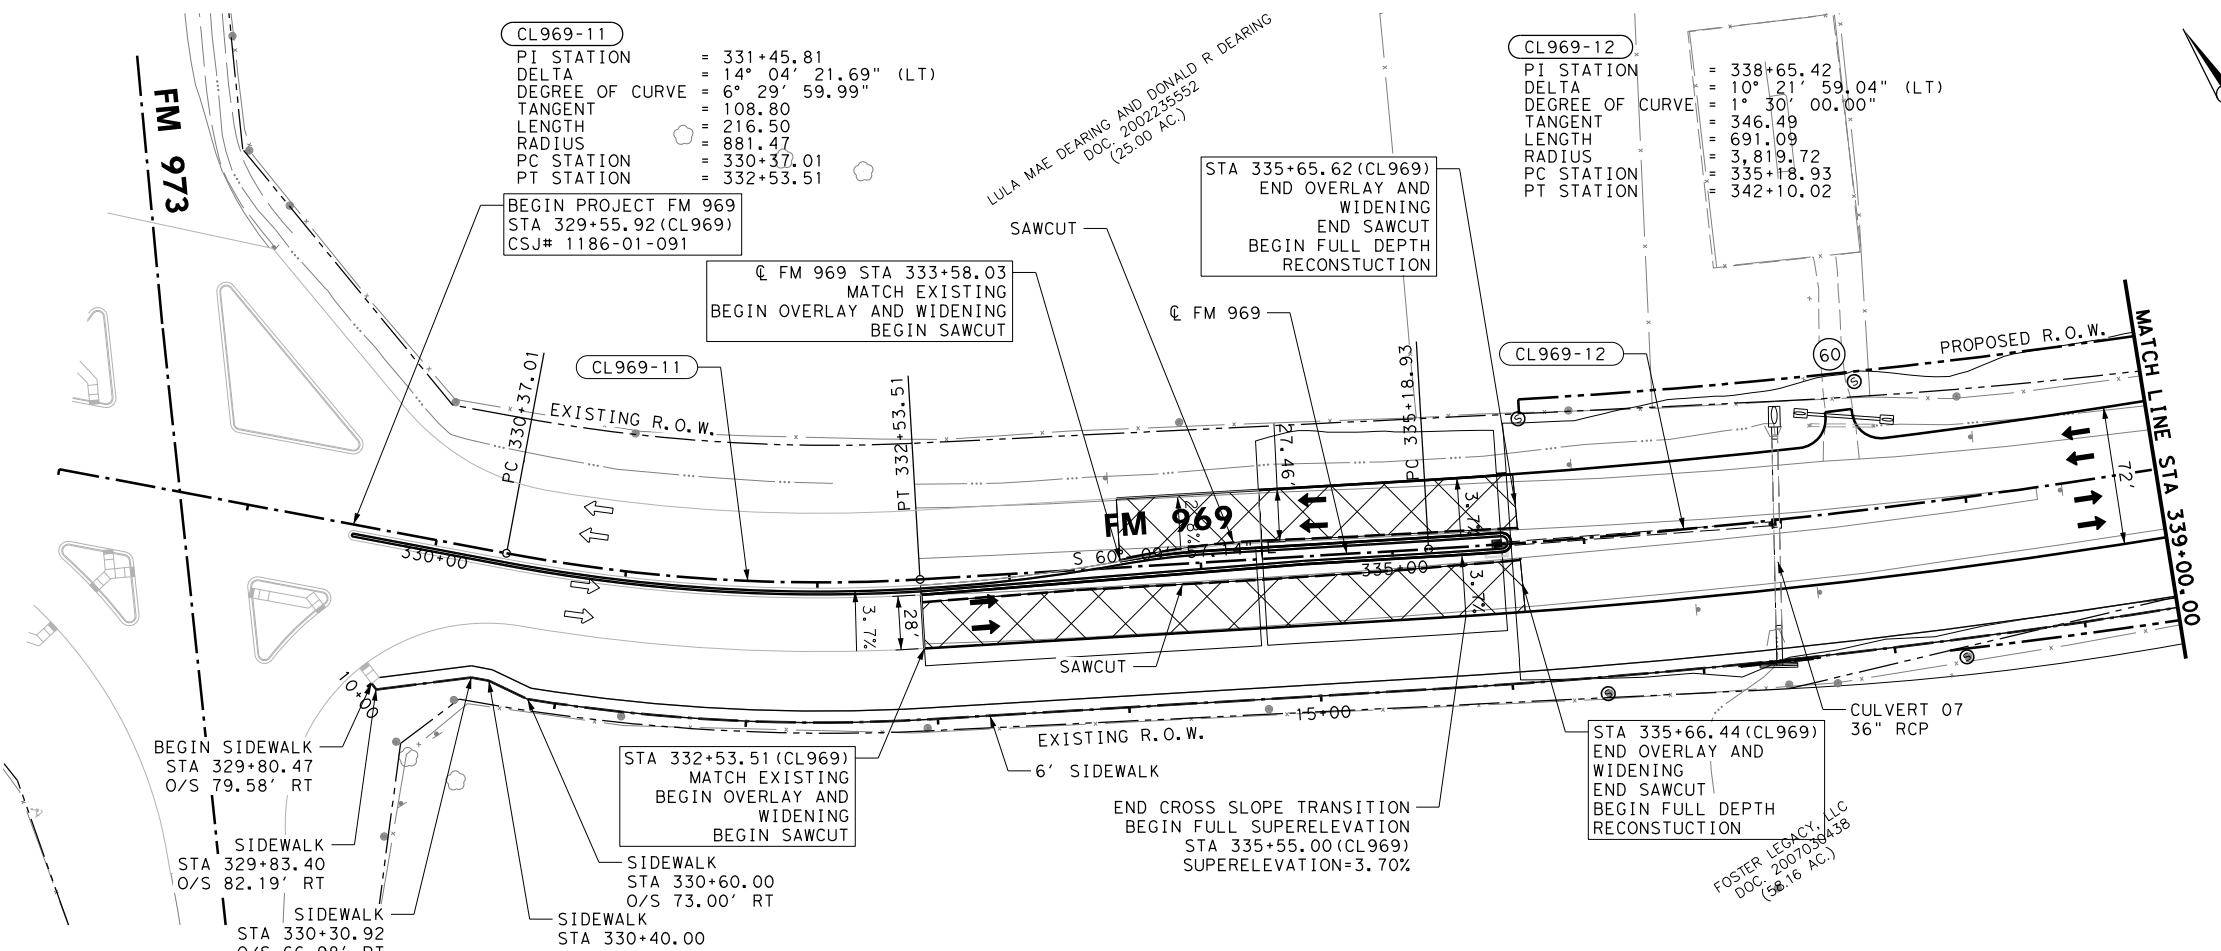 CL969-11
PI STATION = 331+45.81
DELTA = 14° 04' 21.69" (LT)
DEGREE OF CURVE = 6° 29' 59.99"
TANGENT = 108.80
LENGTH = 216.50
RADIUS = 881.47
PC STATION = 330+37.01
PT STATION = 332+53.51
CL969-12
PI STATION = 338+65.42
DELTA = 10° 21' 59.04" (LT)
DEGREE OF CURVE = 1° 30' 00.00"
TANGENT = 346.49
LENGTH = 691.09
RADIUS = 3,819.72
PC STATION = 335+18.93
PT STATION = 342+10.02
FM 973
LULA MAE DEARING AND DONALD R DEARING
DOC. 2002235552
(25.00 AC.)
BEGIN PROJECT FM 969
STA 329+55.92(CL969)
CSJ# 1186-01-091
STA 335+65.62(CL969)
END OVERLAY AND
WIDENING
END SAWCUT
BEGIN FULL DEPTH
RECONSTUCTION
SAWCUT
℄ FM 969 STA 333+58.03
MATCH EXISTING
BEGIN OVERLAY AND WIDENING
BEGIN SAWCUT
℄ FM 969
CL969-11
CL969-12
60
PROPOSED R.O.W.
MATCH LINE STA 339+00.00
EXISTING R.O.W.
PC 330+37.01
PT 332+53.51
PC 335+18.93
27.46'
3.7%
72'
FM 969
S 60°
330+00
335+00
3.7%
28'
3.7%
SAWCUT
10+00
15+00
EXISTING R.O.W.
6' SIDEWALK
BEGIN SIDEWALK
STA 329+80.47
O/S 79.58' RT
STA 332+53.51(CL969)
MATCH EXISTING
BEGIN OVERLAY AND
WIDENING
BEGIN SAWCUT
END CROSS SLOPE TRANSITION
BEGIN FULL SUPERELEVATION
STA 335+55.00(CL969)
SUPERELEVATION=3.70%
STA 335+66.44(CL969)
END OVERLAY AND
WIDENING
END SAWCUT
BEGIN FULL DEPTH
RECONSTUCTION
CULVERT 07
36" RCP
FOSTER LEGACY, LLC
DOC. 2007030438
(58.16 AC.)
SIDEWALK
STA 329+83.40
O/S 82.19' RT
SIDEWALK
STA 330+60.00
O/S 73.00' RT
SIDEWALK
STA 330+30.92
SIDEWALK
STA 330+40.00